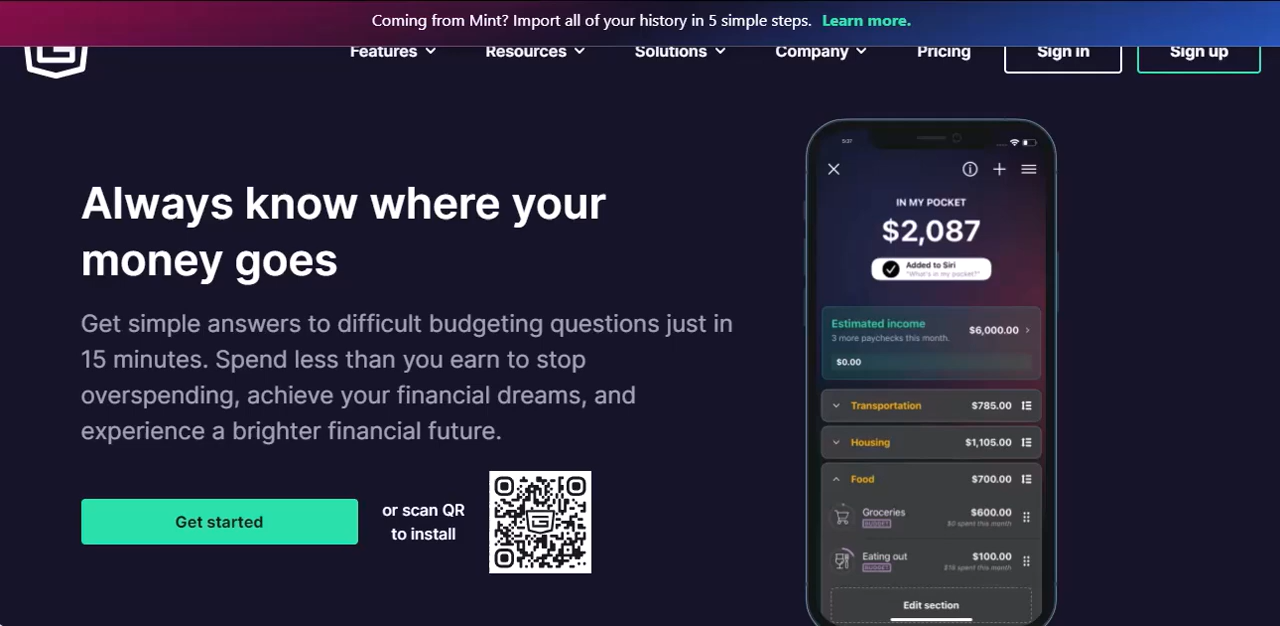 Coming from Mint? Import all of your history in 5 simple steps. Learn more.
Features Resources Solutions Company Pricing Sign in Sign up
Always know where your
money goes
Get simple answers to difficult budgeting questions just in
15 minutes. Spend less than you earn to stop
overspending, achieve your financial dreams, and
experience a brighter financial future.
Get started
or scan QR
to install
IN MY POCKET
$2,087
Added to Siri
"What's in my pocket?"
Estimated income
$6,000.00
3 more paychecks this month.
$0.00
Transportation $785.00
Housing $1,105.00
Food $700.00
Groceries $600.00
BUDGET $0 spent this month
Eating out $100.00
BUDGET
Edit section